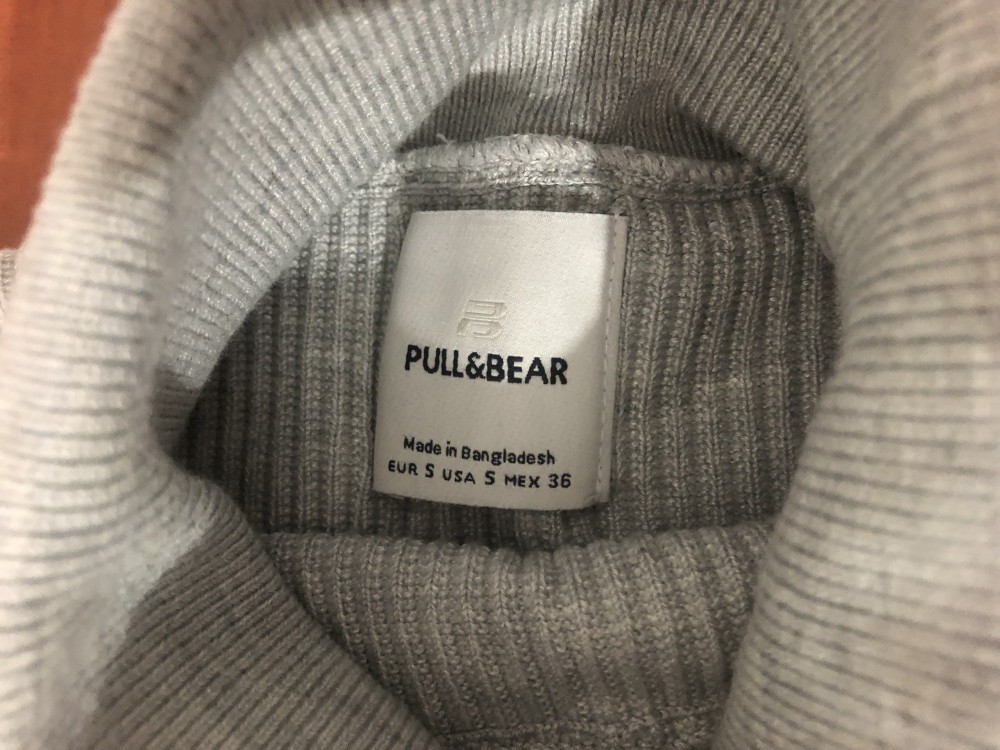 PULL&BEAR
Made in Bangladesh
EUR S USA S MEX 36